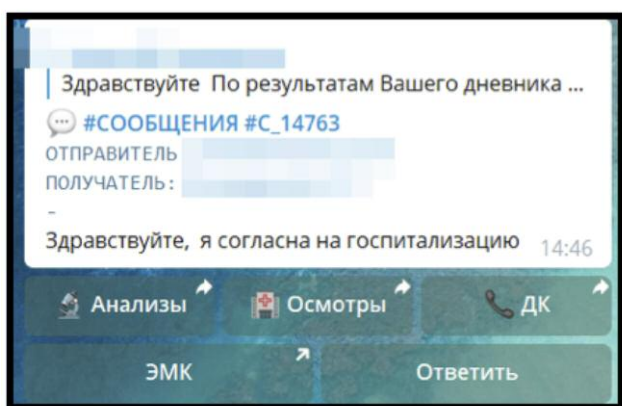 Здравствуйте По результатам Вашего дневника ...
#СООБЩЕНИЯ #C_14763
ОТПРАВИТЕЛЬ
ПОЛУЧАТЕЛЬ:
-
Здравствуйте, я согласна на госпитализацию 14:46
Анализы Осмотры ДК
ЭМК Ответить